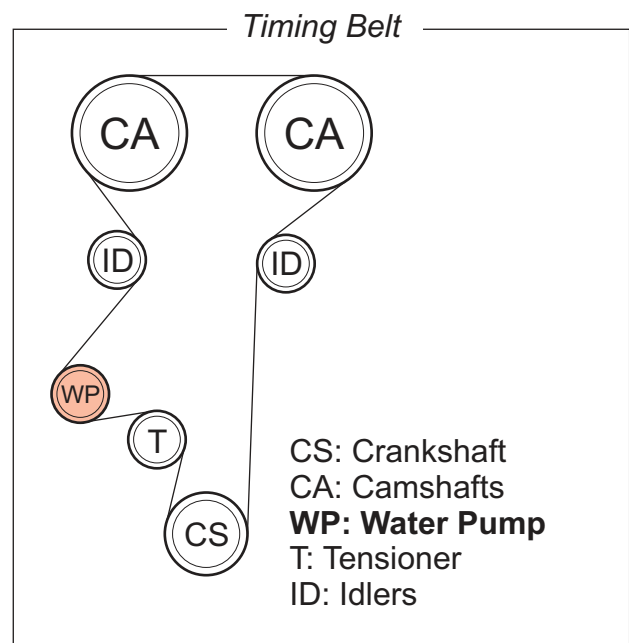 Timing Belt
CA
CA
ID
ID
WP
T
CS
CS: Crankshaft
CA: Camshafts
WP: Water Pump
T: Tensioner
ID: Idlers